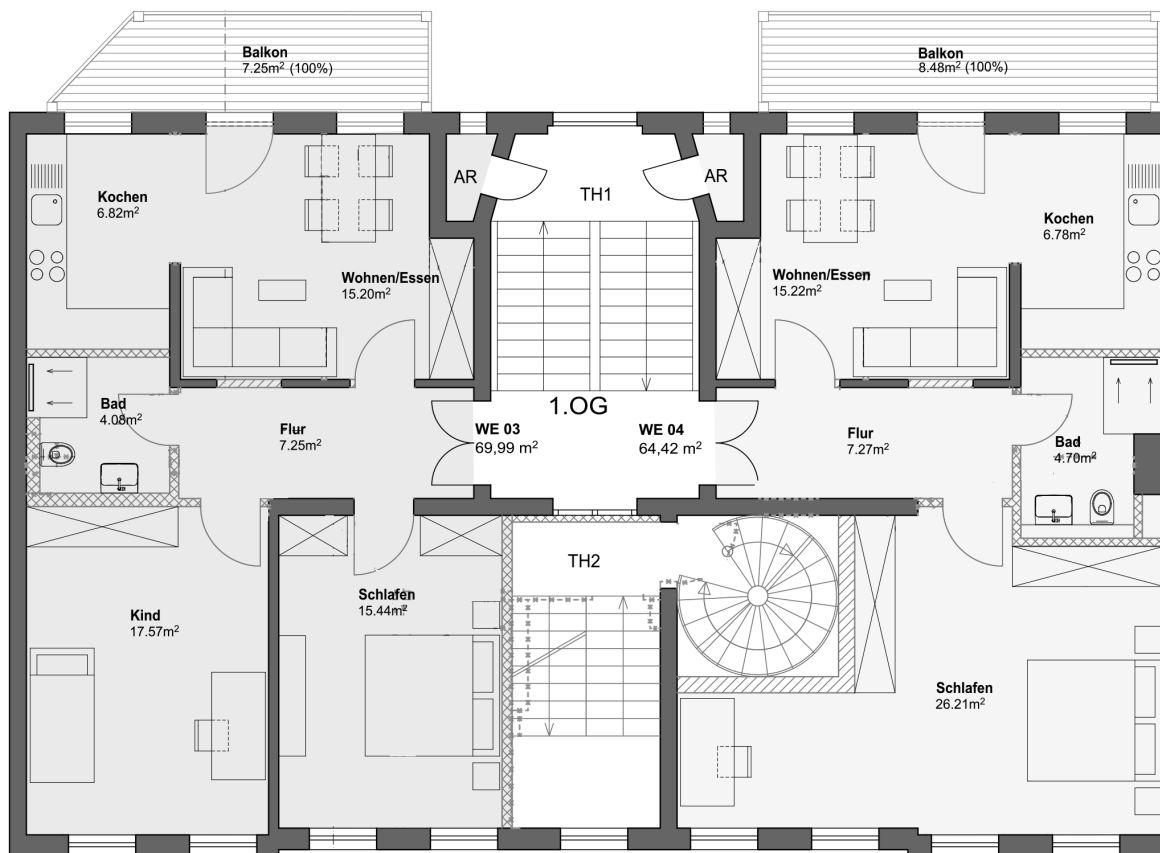 Balkon
7.25m² (100%)
Balkon
8.48m² (100%)
AR
TH1
AR
Kochen
6.82m²
Kochen
6.78m²
Wohnen/Essen
15.20m²
Wohnen/Essen
15.22m²
Bad
4.08m²
1.OG
Flur
7.25m²
WE 03
69,99 m²
WE 04
64,42 m²
Flur
7.27m²
Bad
4.70m²
TH2
Schlafen
15.44m²
Kind
17.57m²
Schlafen
26.21m²